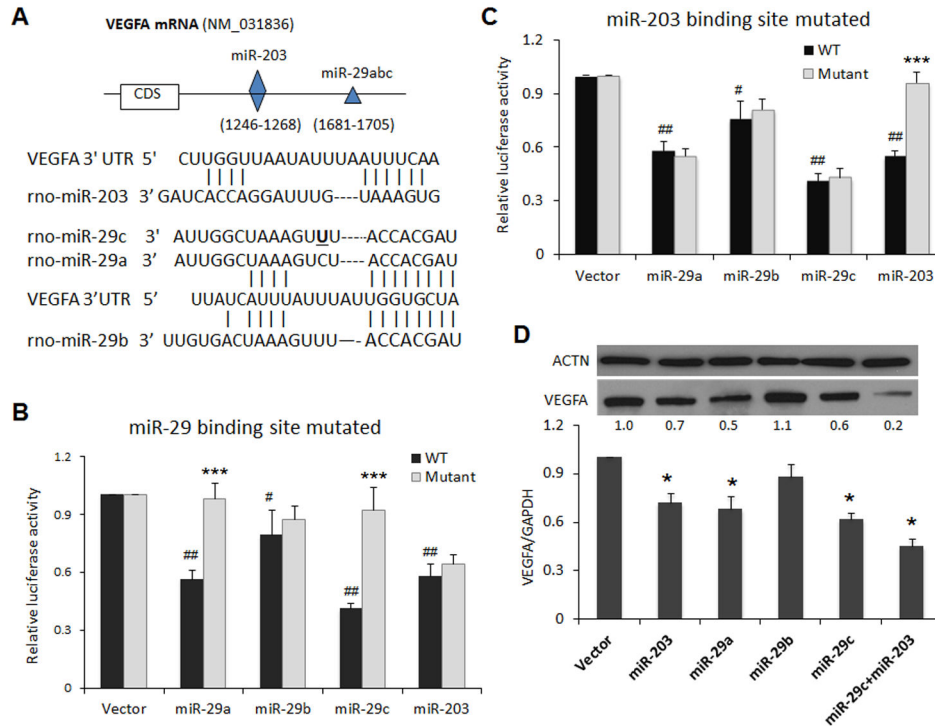 A
VEGFA mRNA (NM_031836)
miR-203
miR-29abc
CDS
(1246-1268)
(1681-1705)
VEGFA 3' UTR 5' CUUGGUUAAUAUUUAAUUUCAA
rno-miR-203 3' GAUCACCAGGAUUUG----UAAAGUG
rno-miR-29c 3' AUUGGCUAAAGUUU----ACCACGAU
rno-miR-29a 3' AUUGGCUAAAGUCU----ACCACGAU
VEGFA 3'UTR 5' UUAUCAUUUAUUUAUUGGUGCUA
rno-miR-29b 3' UUGUGACUAAAGUUU—--ACCACGAU
B
miR-29 binding site mutated
Relative luciferase activity
1.2
0.9
0.6
0.3
0
WT
Mutant
## *** # ## *** ##
Vector miR-29a miR-29b miR-29c miR-203
C
miR-203 binding site mutated
Relative luciferase activity
1.2
0.9
0.6
0.3
0
WT
Mutant
## # ## ## ***
Vector miR-29a miR-29b miR-29c miR-203
D
ACTN
VEGFA
1.0 0.7 0.5 1.1 0.6 0.2
VEGFA/GAPDH
1.2
0.9
0.6
0.3
0
* * * *
Vector miR-203 miR-29a miR-29b miR-29c miR-29c+miR-203